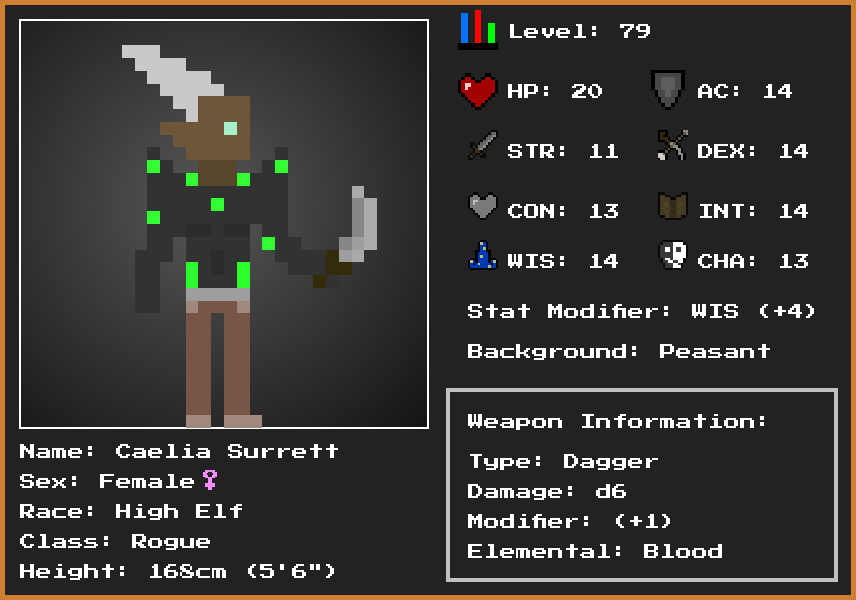 Level: 79
HP: 20
AC: 14
STR: 11
DEX: 14
CON: 13
INT: 14
WIS: 14
CHA: 13
Stat Modifier: WIS (+4)
Background: Peasant
Weapon Information:
Type: Dagger
Damage: d6
Modifier: (+1)
Elemental: Blood
Name: Caelia Surrett
Sex: Female♀
Race: High Elf
Class: Rogue
Height: 168cm (5'6")